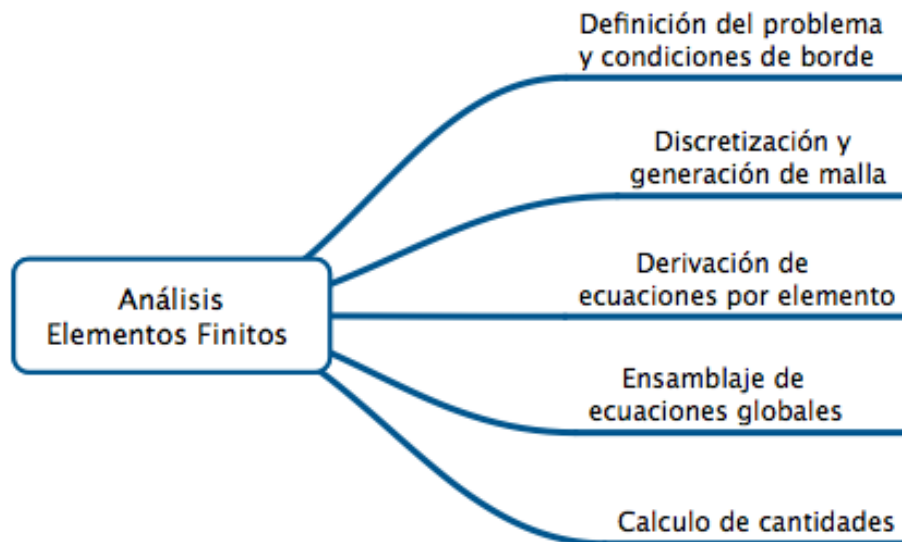 Definición del problema
y condiciones de borde
Discretización y
generación de malla
Análisis
Elementos Finitos
Derivación de
ecuaciones por elemento
Ensamblaje de
ecuaciones globales
Calculo de cantidades